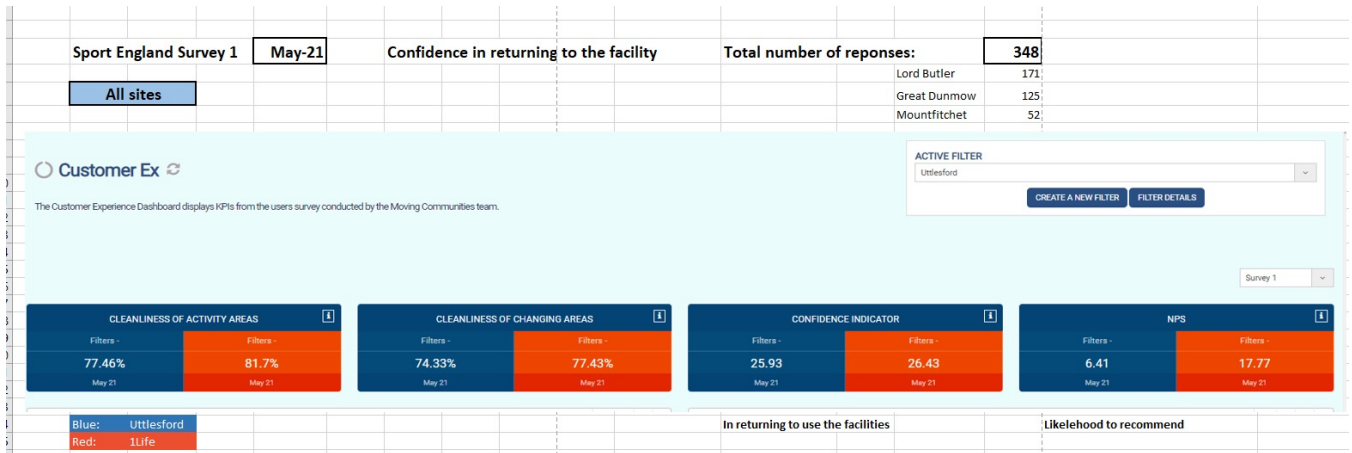 Sport England Survey 1 May-21 Confidence in returning to the facility Total number of reponses: 348
Lord Butler 171
All sites Great Dunmow 125
Mountfitchet 52
ACTIVE FILTER
Customer Ex Uttlesford
CREATE A NEW FILTER FILTER DETAILS
The Customer Experience Dashboard displays KPIs from the users survey conducted by the Moving Communities team.
Survey 1
CLEANLINESS OF ACTIVITY AREAS i CLEANLINESS OF CHANGING AREAS i CONFIDENCE INDICATOR i NPS i
Filters - Filters - Filters - Filters - Filters - Filters - Filters - Filters -
77.46% 81.7% 74.33% 77.43% 25.93 26.43 6.41 17.77
May 21 May 21 May 21 May 21 May 21 May 21 May 21 May 21
Blue: Uttlesford In returning to use the facilities Likelehood to recommend
Red: 1Life